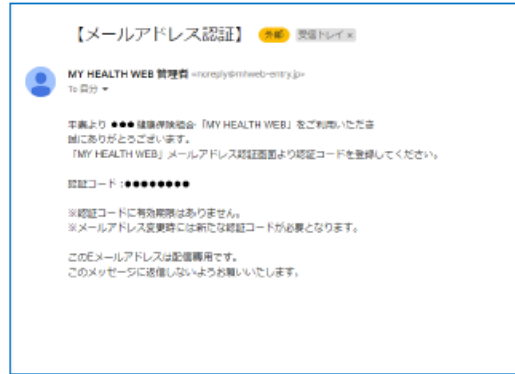 【メールアドレス認証】 外部 受信トレイ ×
MY HEALTH WEB 管理者 <noreply@mhweb-entry.jp>
To 自分
平素より ●●● 健康保険組合「MY HEALTH WEB」をご利用いただき
誠にありがとうございます。
「MY HEALTH WEB」メールアドレス認証画面より認証コードを登録してください。
認証コード：●●●●●●●●
※認証コードに有効期限はありません。
※メールアドレス変更時には新たな認証コードが必要となります。
このEメールアドレスは配信専用です。
このメッセージに返信しないようお願いいたします。